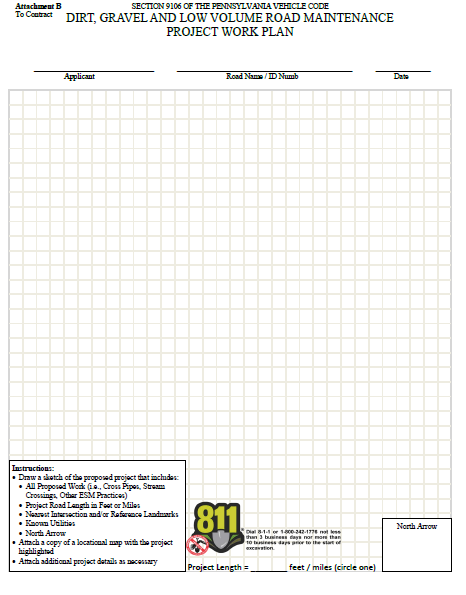 Attachment B
To Contract
SECTION 9106 OF THE PENNSYLVANIA VEHICLE CODE
DIRT, GRAVEL AND LOW VOLUME ROAD MAINTENANCE
PROJECT WORK PLAN
Applicant
Road Name / ID Numb
Date
Instructions:
• Draw a sketch of the proposed project that includes:
• All Proposed Work (i.e., Cross Pipes, Stream
Crossings, Other ESM Practices)
• Project Road Length in Feet or Miles
• Nearest Intersection and/or Reference Landmarks
• Known Utilities
• North Arrow
• Attach a copy of a locational map with the project
highlighted
• Attach additional project details as necessary
811
Dial 8-1-1 or 1-800-242-1776 not less
than 3 business days nor more than
10 business days prior to the start of
excavation.
Project Length = __________ feet / miles (circle one)
North Arrow